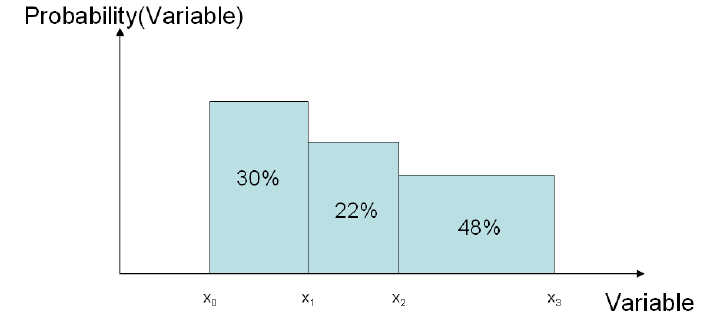 Probability(Variable)
30%
22%
48%
x₀ x₁ x₂ x₃
Variable